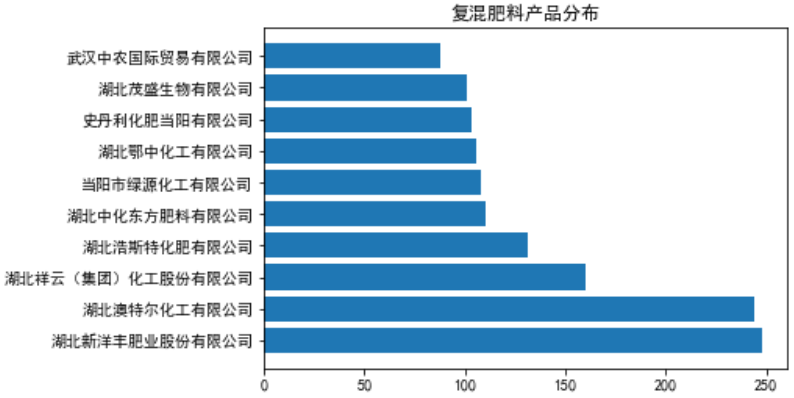 复混肥料产品分布
武汉中农国际贸易有限公司
湖北茂盛生物有限公司
史丹利化肥当阳有限公司
湖北鄂中化工有限公司
当阳市绿源化工有限公司
湖北中化东方肥料有限公司
湖北浩斯特化肥有限公司
湖北祥云（集团）化工股份有限公司
湖北澳特尔化工有限公司
湖北新洋丰肥业股份有限公司
0 50 100 150 200 250